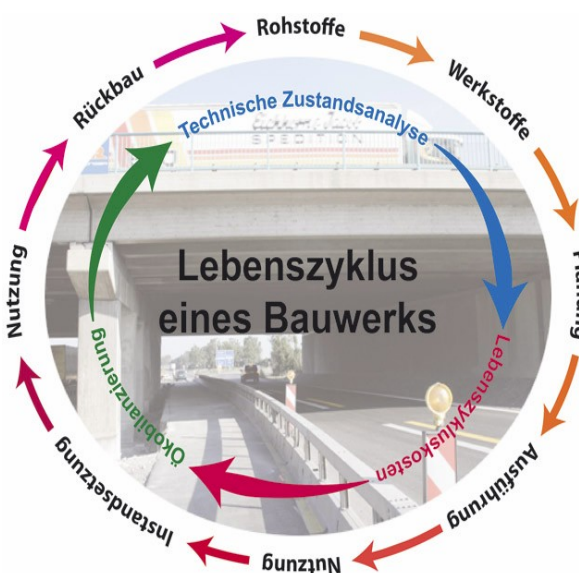 Rohstoffe
Werkstoffe
Ausführung
Nutzung
Instandsetzung
Nutzung
Rückbau
Technische Zustandsanalyse
Lebenszykluskosten
Ökobilanzierung
SPEDITION
Lebenszyklus
eines Bauwerks